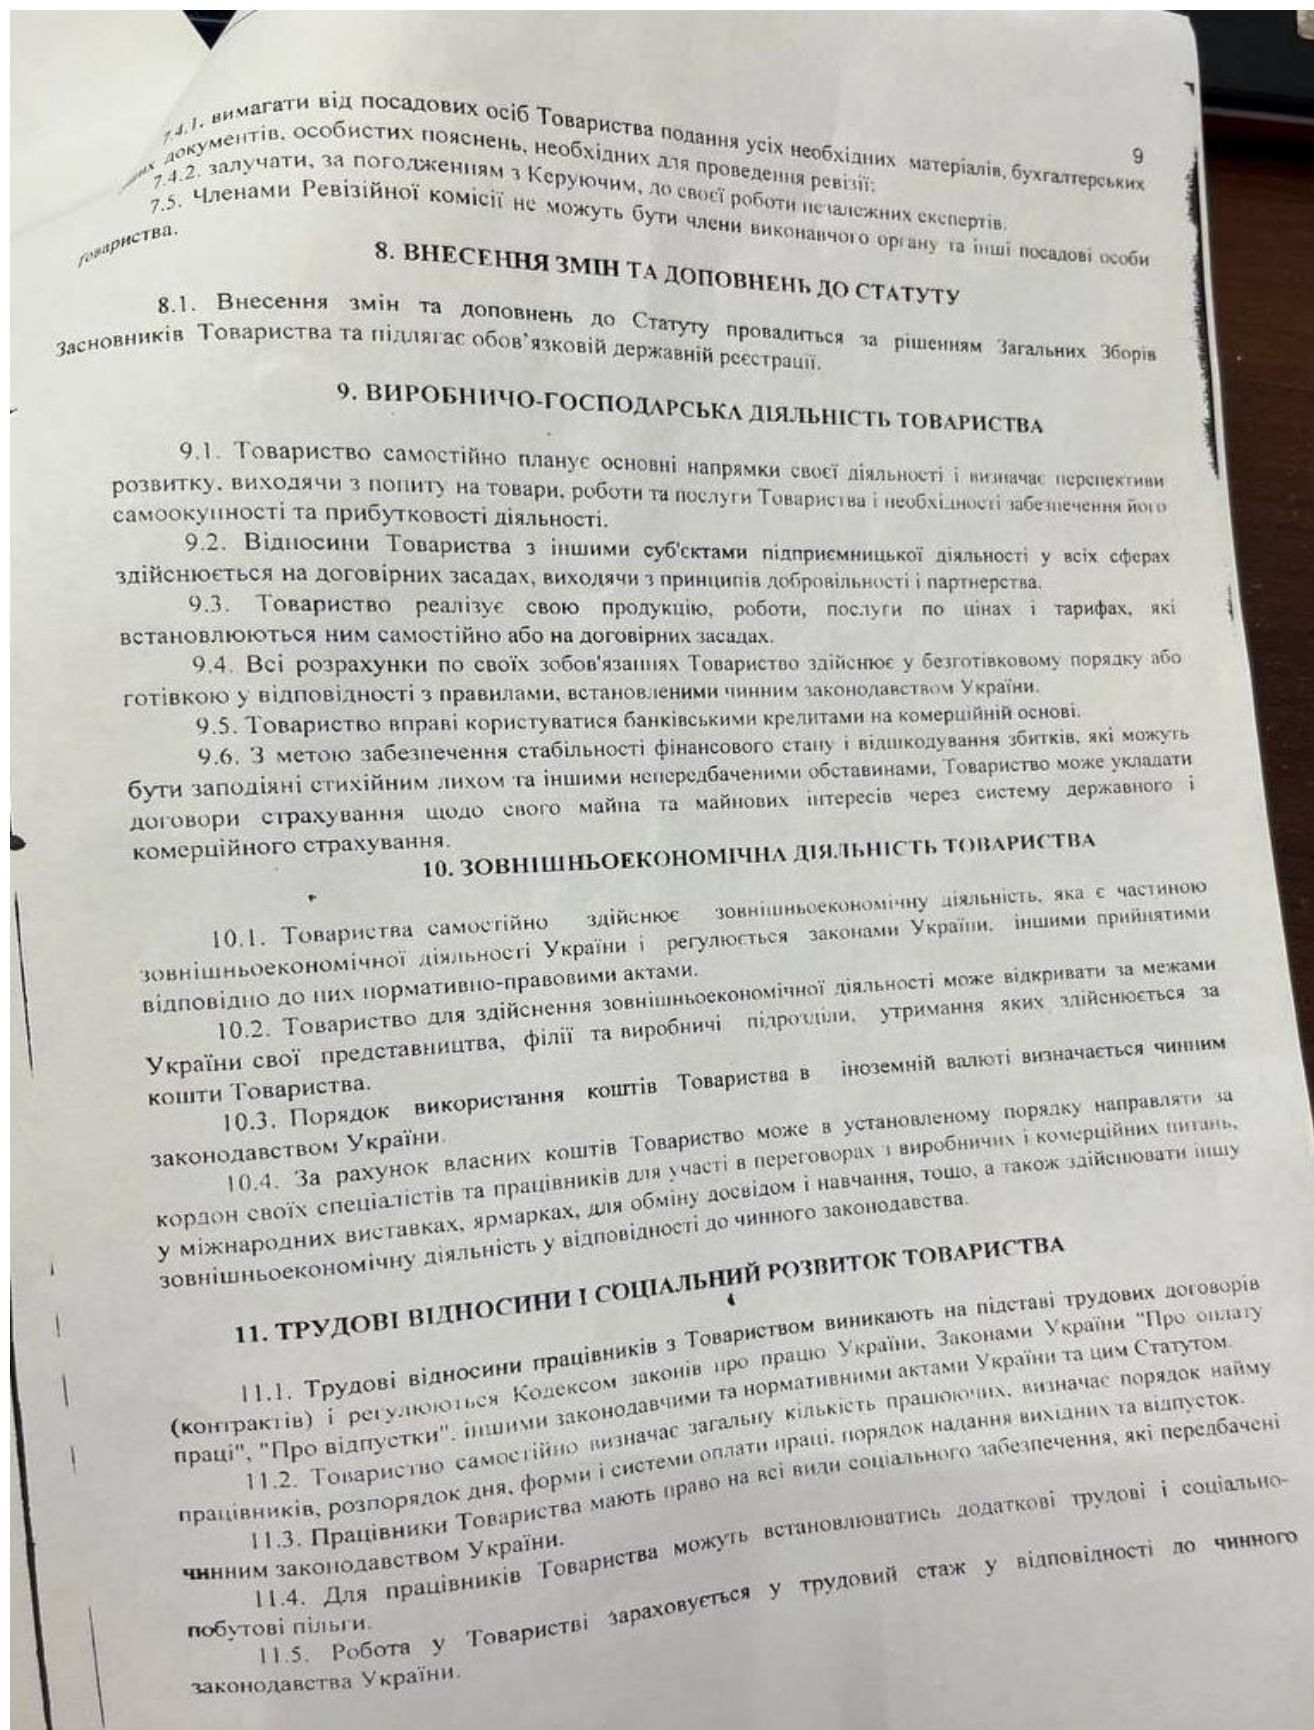 9
7.4.1. вимагати від посадових осіб Товариства подання усіх необхідних матеріалів, бухгалтерських
документів, особистих пояснень, необхідних для проведення ревізії;
7.4.2. залучати, за погодженням з Керуючим, до своєї роботи незалежних експертів.
7.5. Членами Ревізійної комісії не можуть бути члени виконавчого органу та інші посадові особи
товариства.
8. ВНЕСЕННЯ ЗМІН ТА ДОПОВНЕНЬ ДО СТАТУТУ
8.1. Внесення змін та доповнень до Статуту провадиться за рішенням Загальних Зборів
Засновників Товариства та підлягає обов’язковій державній реєстрації.
9. ВИРОБНИЧО-ГОСПОДАРСЬКА ДІЯЛЬНІСТЬ ТОВАРИСТВА
9.1. Товариство самостійно планує основні напрямки своєї діяльності і визначає перспективи
розвитку, виходячи з попиту на товари, роботи та послуги Товариства і необхідності забезпечення його
самоокупності та прибутковості діяльності.
9.2. Відносини Товариства з іншими суб'єктами підприємницької діяльності у всіх сферах
здійснюється на договірних засадах, виходячи з принципів добровільності і партнерства.
9.3. Товариство реалізує свою продукцію, роботи, послуги по цінах і тарифах, які
встановлюються ним самостійно або на договірних засадах.
9.4. Всі розрахунки по своїх зобов'язаннях Товариство здійснює у безготівковому порядку або
готівкою у відповідності з правилами, встановленими чинним законодавством України.
9.5. Товариство вправі користуватися банківськими кредитами на комерційній основі.
9.6. З метою забезпечення стабільності фінансового стану і відшкодування збитків, які можуть
бути заподіяні стихійним лихом та іншими непередбаченими обставинами, Товариство може укладати
договори страхування щодо свого майна та майнових інтересів через систему державного і
комерційного страхування.
10. ЗОВНІШНЬОЕКОНОМІЧНА ДІЯЛЬНІСТЬ ТОВАРИСТВА
10.1. Товариства самостійно здійснює зовнішньоекономічну діяльність, яка є частиною
зовнішньоекономічної діяльності України і регулюється законами України, іншими прийнятими
відповідно до них нормативно-правовими актами.
10.2. Товариство для здійснення зовнішньоекономічної діяльності може відкривати за межами
України свої представництва, філії та виробничі підрозділи, утримання яких здійснюється за
кошти Товариства.
10.3. Порядок використання коштів Товариства в іноземній валюті визначається чинним
законодавством України.
10.4. За рахунок власних коштів Товариство може в установленому порядку направляти за
кордон своїх спеціалістів та працівників для участі в переговорах з виробничих і комерційних питань,
у міжнародних виставках, ярмарках, для обміну досвідом і навчання, тощо, а також здійснювати іншу
зовнішньоекономічну діяльність у відповідності до чинного законодавства.
11. ТРУДОВІ ВІДНОСИНИ І СОЦІАЛЬНИЙ РОЗВИТОК ТОВАРИСТВА
11.1. Трудові відносини працівників з Товариством виникають на підставі трудових договорів
(контрактів) і регулюються Кодексом законів про працю України, Законами України "Про оплату
праці", "Про відпустки", іншими законодавчими та нормативними актами України та цим Статутом.
11.2. Товариство самостійно визначає загальну кількість працюючих, визначає порядок найму
працівників, розпорядок дня, форми і системи оплати праці, порядок надання вихідних та відпусток.
11.3. Працівники Товариства мають право на всі види соціального забезпечення, які передбачені
чинним законодавством України.
11.4. Для працівників Товариства можуть встановлюватись додаткові трудові і соціально-
побутові пільги.
11.5. Робота у Товаристві зараховується у трудовий стаж у відповідності до чинного
законодавства України.